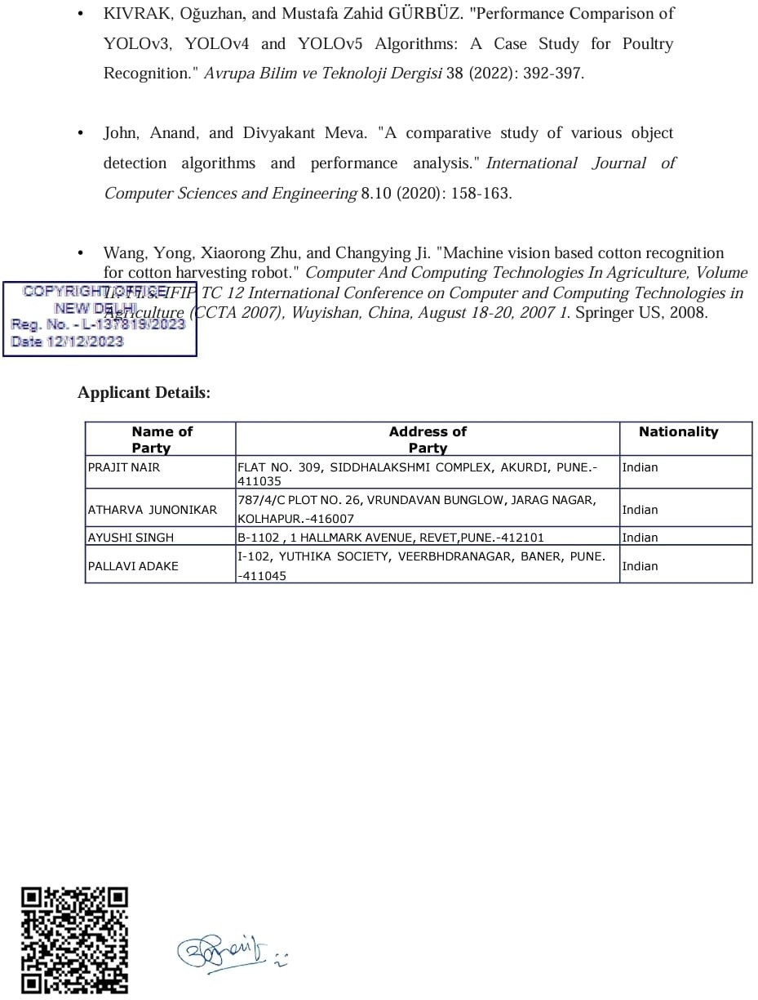 • KIVRAK, Oğuzhan, and Mustafa Zahid GÜRBÜZ. "Performance Comparison of
YOLOv3, YOLOv4 and YOLOv5 Algorithms: A Case Study for Poultry
Recognition." Avrupa Bilim ve Teknoloji Dergisi 38 (2022): 392-397.
• John, Anand, and Divyakant Meva. "A comparative study of various object
detection algorithms and performance analysis." International Journal of
Computer Sciences and Engineering 8.10 (2020): 158-163.
• Wang, Yong, Xiaorong Zhu, and Changying Ji. "Machine vision based cotton recognition
for cotton harvesting robot." Computer And Computing Technologies In Agriculture, Volume
IFIP TC 12 International Conference on Computer and Computing Technologies in
Agriculture (CCTA 2007), Wuyishan, China, August 18-20, 2007 1. Springer US, 2008.
COPYRIGHT OFFICE
NEW DELHI
Reg. No. - L-137819/2023
Date 12/12/2023
Applicant Details:
Name of
Party
Address of
Party
Nationality
PRAJIT NAIR
FLAT NO. 309, SIDDHALAKSHMI COMPLEX, AKURDI, PUNE.-
411035
Indian
ATHARVA JUNONIKAR
787/4/C PLOT NO. 26, VRUNDAVAN BUNGLOW, JARAG NAGAR,
KOLHAPUR.-416007
Indian
AYUSHI SINGH
B-1102 , 1 HALLMARK AVENUE, REVET,PUNE.-412101
Indian
PALLAVI ADAKE
I-102, YUTHIKA SOCIETY, VEERBHDRANAGAR, BANER, PUNE.
-411045
Indian